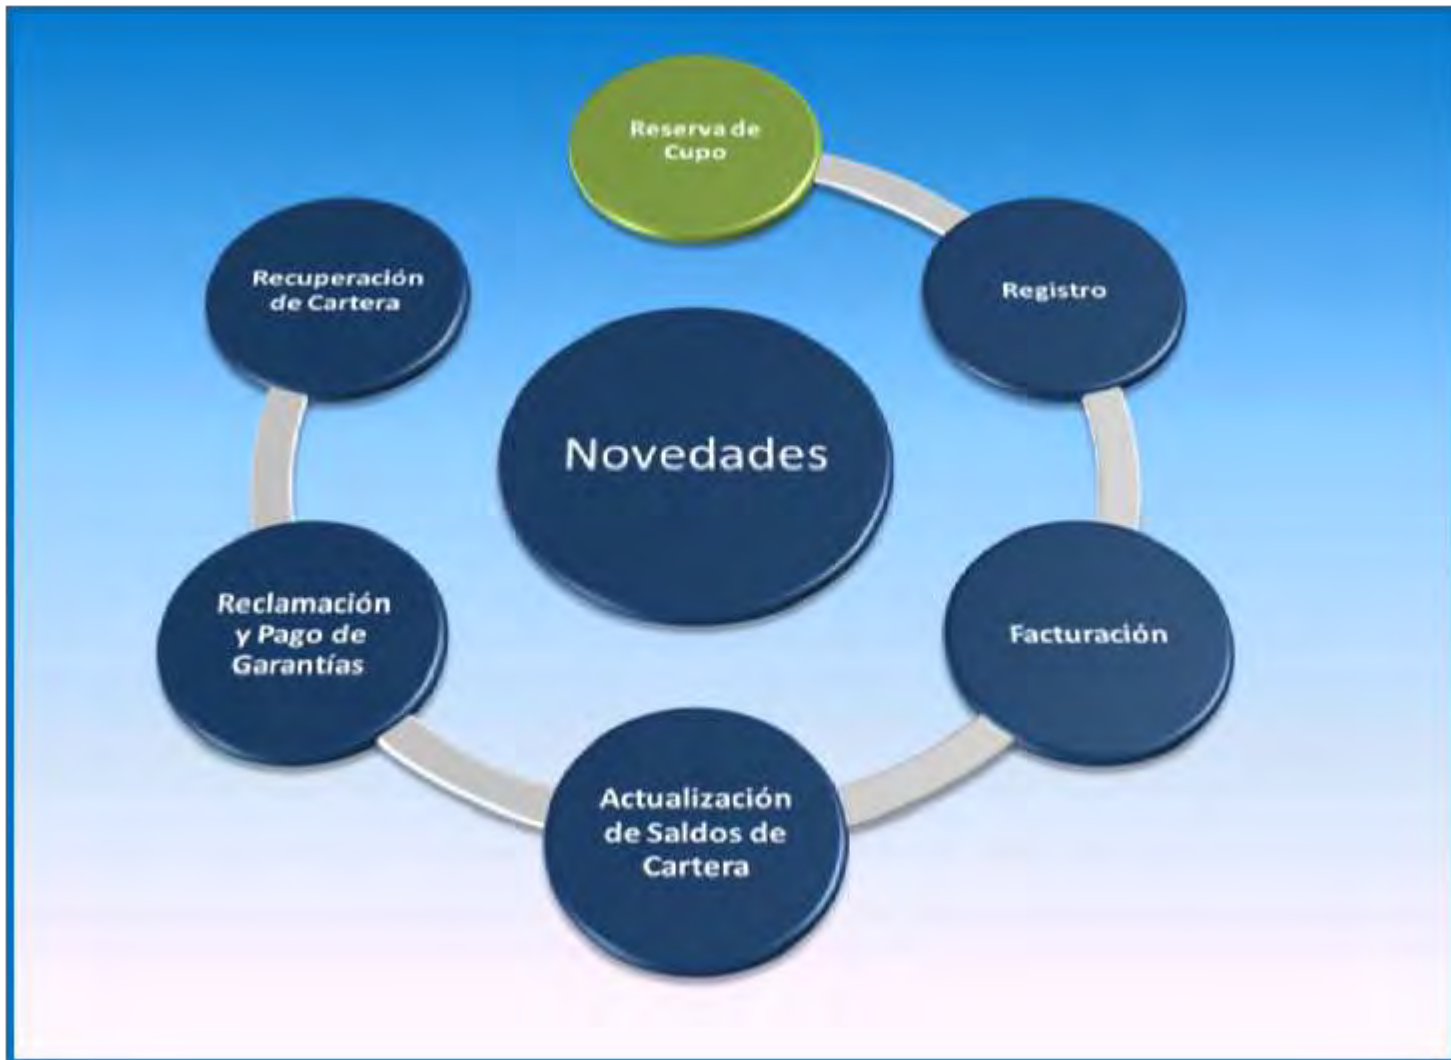 Reserva de
Cupo
Registro
Facturación
Actualización
de Saldos de
Cartera
Reclamación
y Pago de
Garantías
Recuperación
de Cartera
Novedades